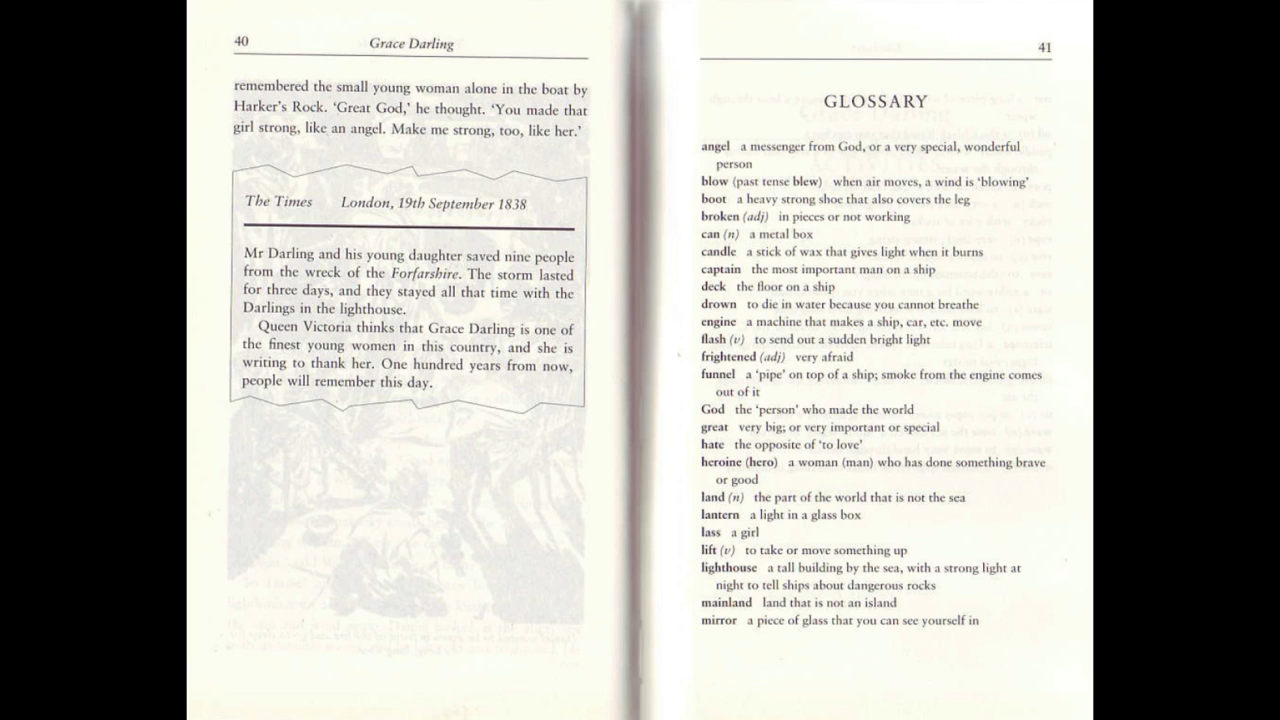 40
Grace Darling
remembered the small young woman alone in the boat by
Harker's Rock. 'Great God,' he thought. 'You made that
girl strong, like an angel. Make me strong, too, like her.'
The Times London, 19th September 1838
Mr Darling and his young daughter saved nine people
from the wreck of the Forfarshire. The storm lasted
for three days, and they stayed all that time with the
Darlings in the lighthouse.
Queen Victoria thinks that Grace Darling is one of
the finest young women in this country, and she is
writing to thank her. One hundred years from now,
people will remember this day.
41
GLOSSARY
angel a messenger from God, or a very special, wonderful
person
blow (past tense blew) when air moves, a wind is 'blowing'
boot a heavy strong shoe that also covers the leg
broken (adj) in pieces or not working
can (n) a metal box
candle a stick of wax that gives light when it burns
captain the most important man on a ship
deck the floor on a ship
drown to die in water because you cannot breathe
engine a machine that makes a ship, car, etc. move
flash (v) to send out a sudden bright light
frightened (adj) very afraid
funnel a 'pipe' on top of a ship; smoke from the engine comes
out of it
God the 'person' who made the world
great very big; or very important or special
hate the opposite of 'to love'
heroine (hero) a woman (man) who has done something brave
or good
land (n) the part of the world that is not the sea
lantern a light in a glass box
lass a girl
lift (v) to take or move something up
lighthouse a tall building by the sea, with a strong light at
night to tell ships about dangerous rocks
mainland land that is not an island
mirror a piece of glass that you can see yourself in